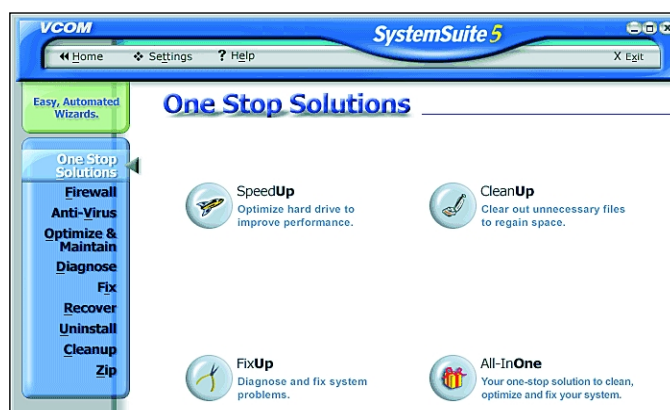 VCOM
SystemSuite 5
Home
Settings
? Help
X Exit
Easy, Automated
Wizards.
One Stop
Solutions
Firewall
Anti-Virus
Optimize &
Maintain
Diagnose
Fix
Recover
Uninstall
Cleanup
Zip
One Stop Solutions
SpeedUp
Optimize hard drive to
improve performance.
CleanUp
Clear out unnecessary files
to regain space.
FixUp
Diagnose and fix system
problems.
All-InOne
Your one-stop solution to clean,
optimize and fix your system.